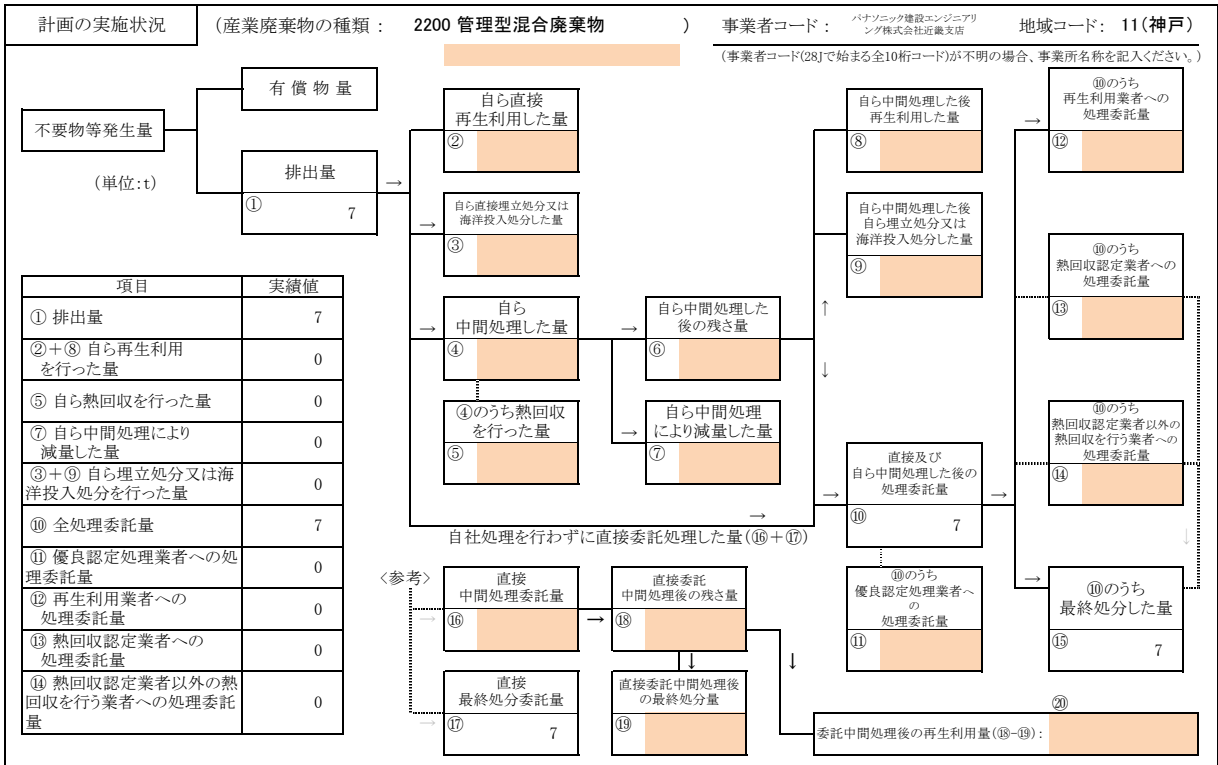 計画の実施状況
(産業廃棄物の種類 : 2200 管理型混合廃棄物 )
事業者コード : パナソニック建設エンジニアリ
ング株式会社近畿支店
地域コード: 11(神戸)
(事業者コード(28Jで始まる全10桁コード)が不明の場合、事業所名称を記入ください。)
不要物等発生量
(単位:t)
有償物量
排出量
① 7
→
自ら直接
再生利用した量
②
→
自ら直接埋立処分又は
海洋投入処分した量
③
→
自ら
中間処理した量
④
④のうち熱回収
を行った量
⑤
→
自ら中間処理した
後の残さ量
⑥
→
自ら中間処理
により減量した量
⑦
自ら中間処理した後
再生利用した量
⑧
自ら中間処理した後
自ら埋立処分又は
海洋投入処分した量
⑨
↑
↓
→
直接及び
自ら中間処理した後の
処理委託量
⑩ 7
→
⑩のうち
優良認定処理業者へ
の
処理委託量
⑪
→
⑩のうち
再生利用業者への
処理委託量
⑫
⑩のうち
熱回収認定業者への
処理委託量
⑬
⑩のうち
熱回収認定業者以外の
熱回収を行う業者への
処理委託量
⑭
↓
→
⑩のうち
最終処分した量
⑮ 7
→
自社処理を行わずに直接委託処理した量(⑯+⑰)
項目 実績値
① 排出量 7
②+⑧ 自ら再生利用
を行った量 0
⑤ 自ら熱回収を行った量 0
⑦ 自ら中間処理により
減量した量 0
③+⑨ 自ら埋立処分又は海
洋投入処分を行った量 0
⑩ 全処理委託量 7
⑪ 優良認定処理業者への処
理委託量 0
⑫ 再生利用業者への
処理委託量 0
⑬ 熱回収認定業者への
処理委託量 0
⑭ 熱回収認定業者以外の熱
回収を行う業者への処理委託
量 0
〈参考〉
→
直接
中間処理委託量
⑯
→
直接委託
中間処理後の残さ量
⑱
↓
↓
→
直接
最終処分委託量
⑰ 7
直接委託中間処理後
の最終処分量
⑲
⑳
委託中間処理後の再生利用量(⑱-⑲) :